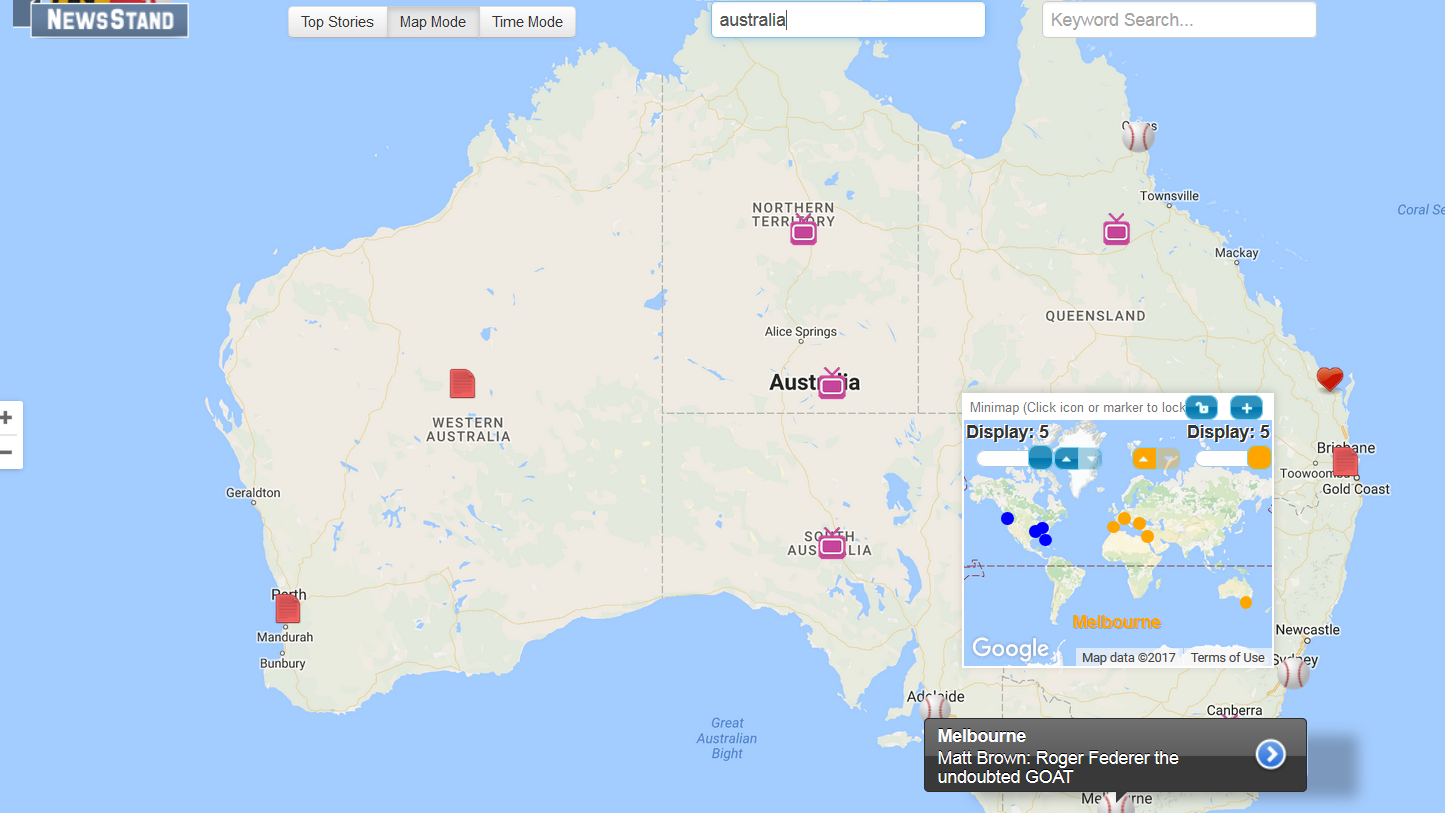 NEWSSTAND
Top Stories
Map Mode
Time Mode
australia
Keyword Search...
Townsville
Coral Se
NORTHERN
TERRITORY
Mackay
QUEENSLAND
Alice Springs
Australia
WESTERN
AUSTRALIA
Minimap (Click icon or marker to lock
Display: 5
Display: 5
Brisbane
Toowoomba
Gold Coast
Geraldton
SOUTH
AUSTRALIA
Perth
Mandurah
Bunbury
Melbourne
Newcastle
Google
Map data ©2017
Terms of Use
Sydney
Adelaide
Canberra
Great
Australian
Bight
Melbourne
Matt Brown: Roger Federer the
undoubted GOAT
Melbourne